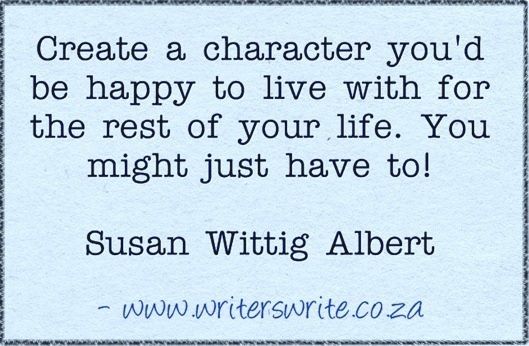 Create a character you'd
be happy to live with for
the rest of your life. You
might just have to!
Susan Wittig Albert
- www.writerswrite.co.za